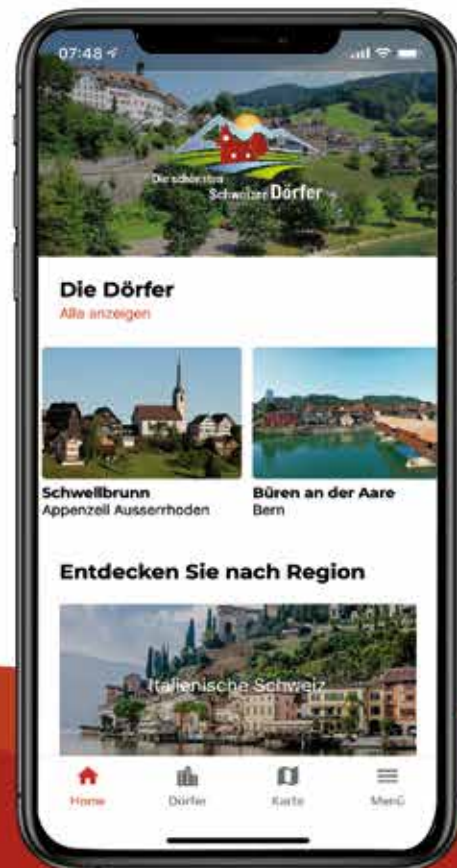 07:48
Die schönsten
Schweizer Dörfer
Die Dörfer
Alle anzeigen
Schwellbrunn
Appenzell Ausserrhoden
Büren an der Aare
Bern
Entdecken Sie nach Region
Italienische Schweiz
Home
Dörfer
Karte
Menü